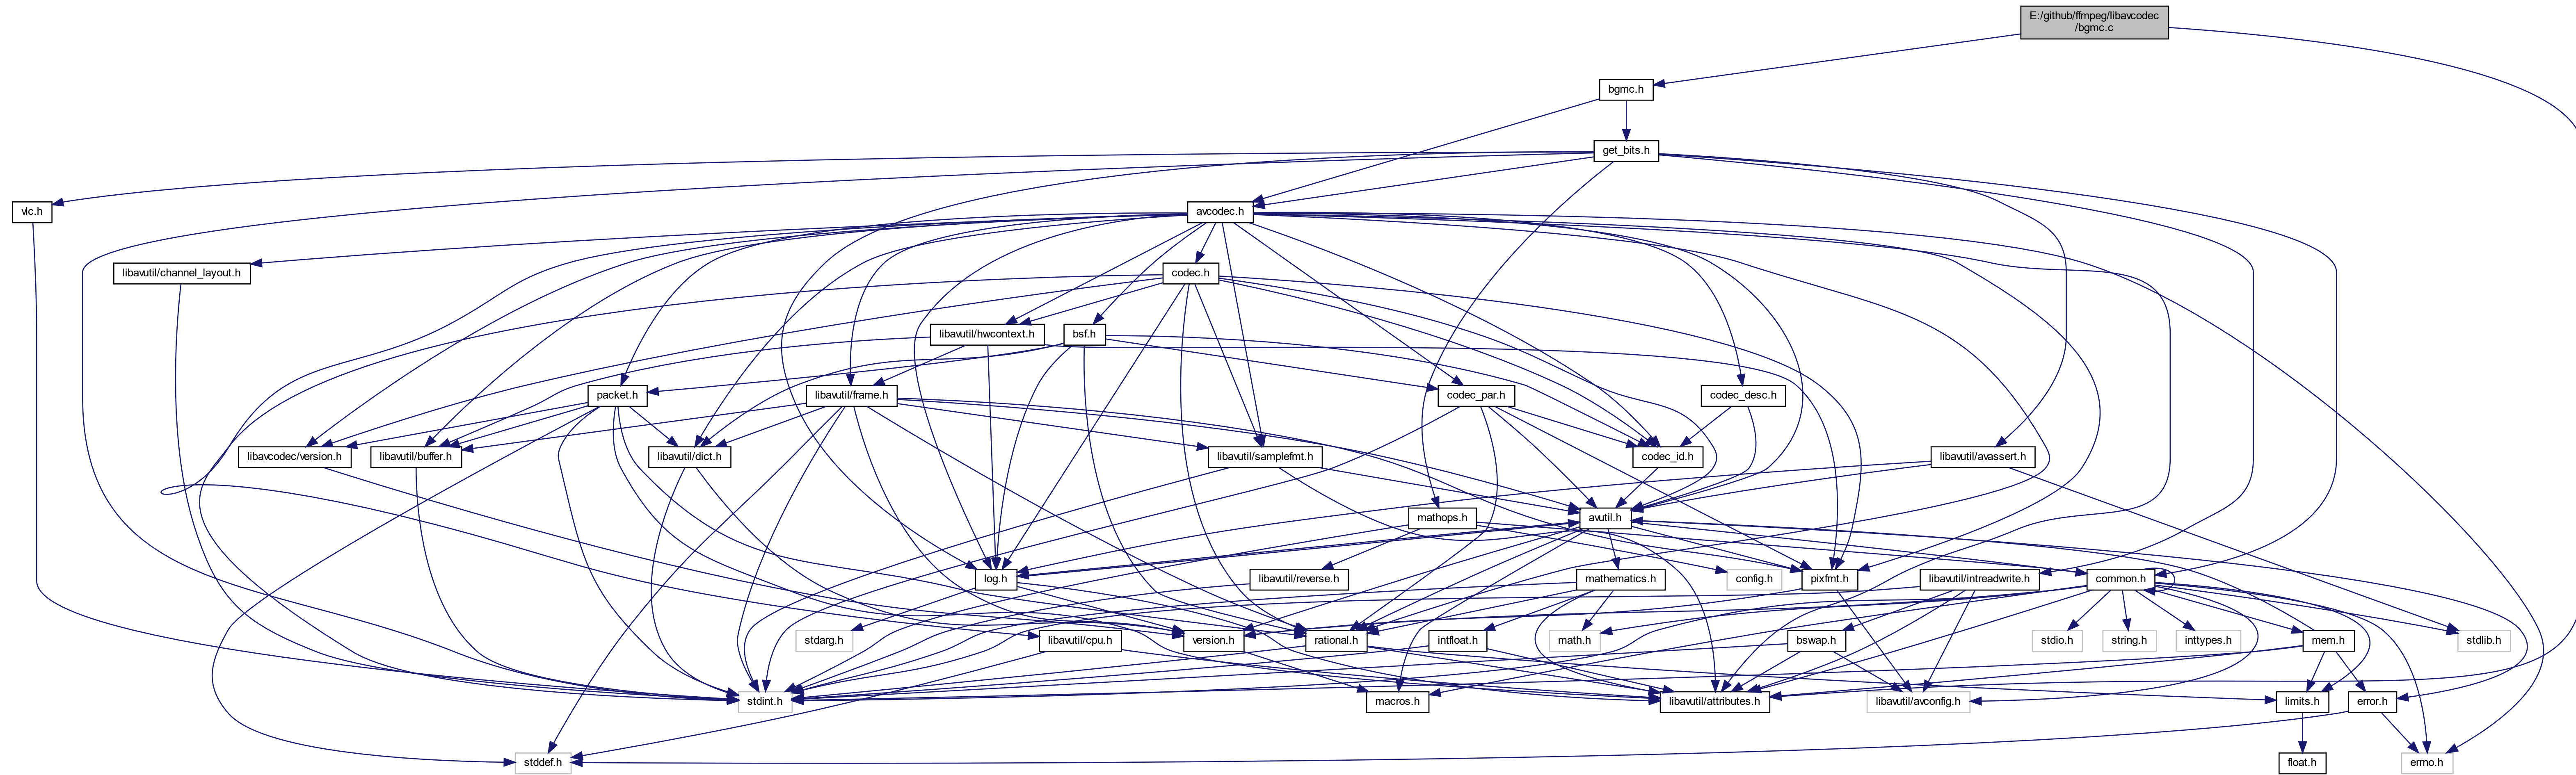 E:/github/ffmpeg/libavcodec
/bgmc.c
bgmc.h
get_bits.h
vlc.h
avcodec.h
libavutil/channel_layout.h
codec.h
libavutil/hwcontext.h
bsf.h
packet.h
libavutil/frame.h
codec_par.h
codec_desc.h
libavcodec/version.h
libavutil/buffer.h
libavutil/dict.h
libavutil/samplefmt.h
codec_id.h
libavutil/avassert.h
mathops.h
avutil.h
log.h
libavutil/reverse.h
mathematics.h
config.h
pixfmt.h
libavutil/intreadwrite.h
common.h
stdarg.h
libavutil/cpu.h
version.h
rational.h
intfloat.h
math.h
bswap.h
stdio.h
string.h
inttypes.h
mem.h
stdlib.h
stdint.h
macros.h
libavutil/attributes.h
libavutil/avconfig.h
limits.h
error.h
stddef.h
float.h
errno.h